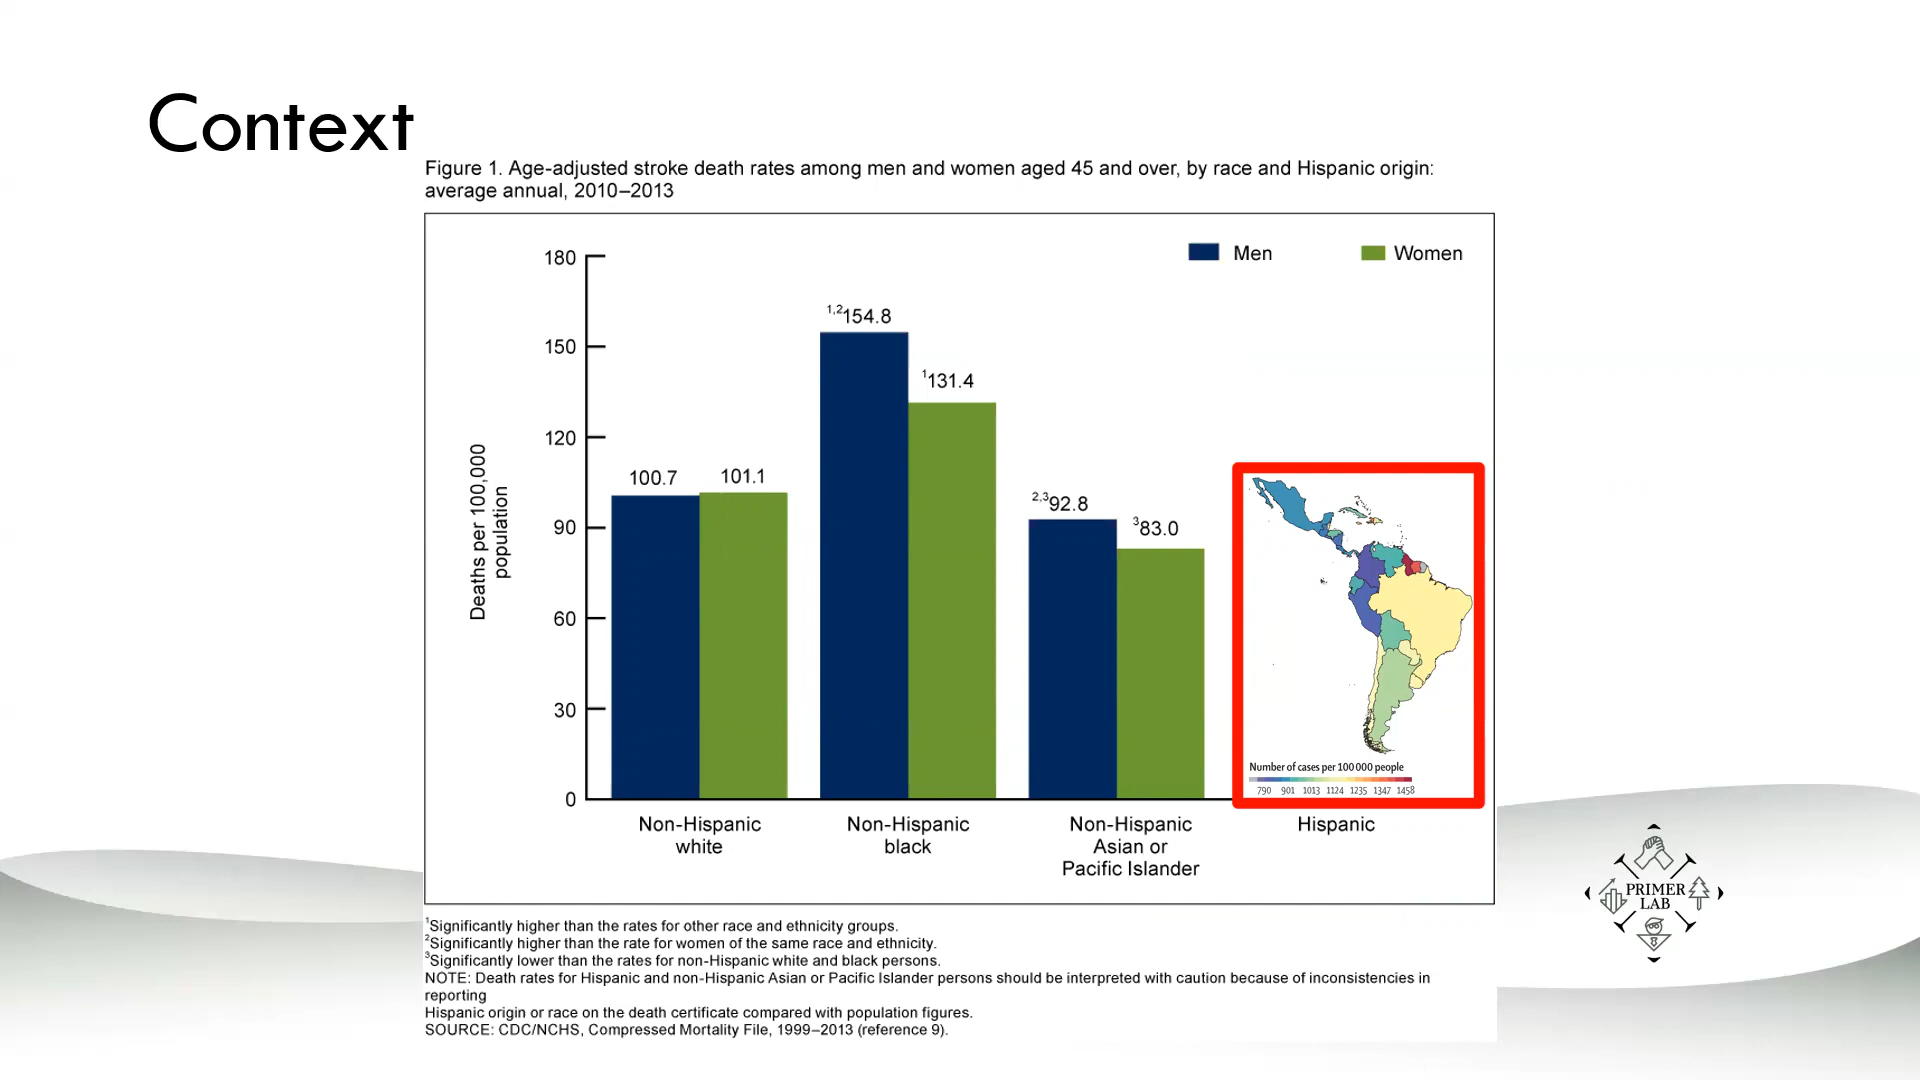 Context
Figure 1. Age-adjusted stroke death rates among men and women aged 45 and over, by race and Hispanic origin:
average annual, 2010–2013
Men
Women
180
150
120
90
60
30
0
Deaths per 100,000
population
100.7
101.1
1,2154.8
1131.4
2,392.8
383.0
Number of cases per 100 000 people
790 901 1013 1124 1235 1347 1458
Non-Hispanic
white
Non-Hispanic
black
Non-Hispanic
Asian or
Pacific Islander
Hispanic
1Significantly higher than the rates for other race and ethnicity groups.
2Significantly higher than the rate for women of the same race and ethnicity.
3Significantly lower than the rates for non-Hispanic white and black persons.
NOTE: Death rates for Hispanic and non-Hispanic Asian or Pacific Islander persons should be interpreted with caution because of inconsistencies in
reporting
Hispanic origin or race on the death certificate compared with population figures.
SOURCE: CDC/NCHS, Compressed Mortality File, 1999–2013 (reference 9).
PRIMER
LAB